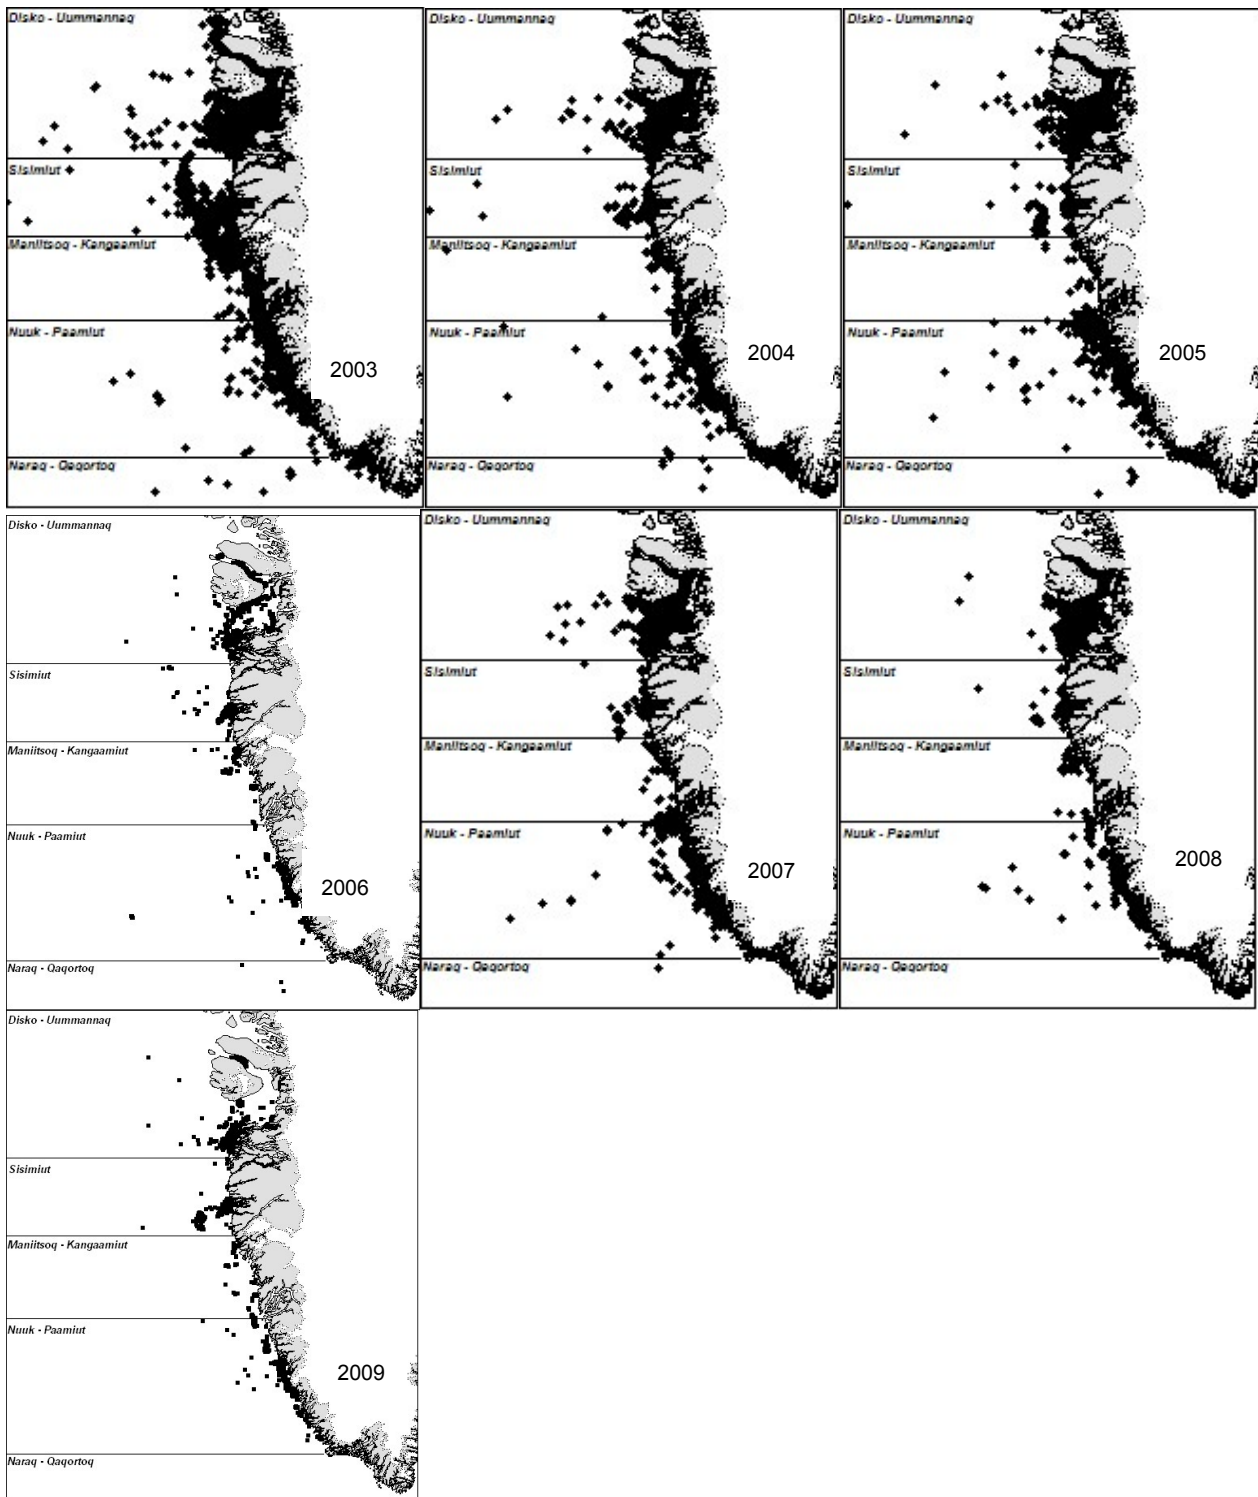 Disko - Uummannaq
Sisimiut
Maniitsoq - Kangaamiut
Nuuk - Paamiut
2003
Naraq - Qaqortoq
Disko - Uummannaq
Sisimiut
Maniitsoq - Kangaamiut
Nuuk - Paamiut
2004
Naraq - Qaqortoq
Disko - Uummannaq
Sisimiut
Maniitsoq - Kangaamiut
Nuuk - Paamiut
2005
Naraq - Qaqortoq
Disko - Uummannaq
Sisimiut
Maniitsoq - Kangaamiut
Nuuk - Paamiut
2006
Naraq - Qaqortoq
Disko - Uummannaq
Sisimiut
Maniitsoq - Kangaamiut
Nuuk - Paamiut
2007
Naraq - Qaqortoq
Disko - Uummannaq
Sisimiut
Maniitsoq - Kangaamiut
Nuuk - Paamiut
2008
Naraq - Qaqortoq
Disko - Uummannaq
Sisimiut
Maniitsoq - Kangaamiut
Nuuk - Paamiut
2009
Naraq - Qaqortoq